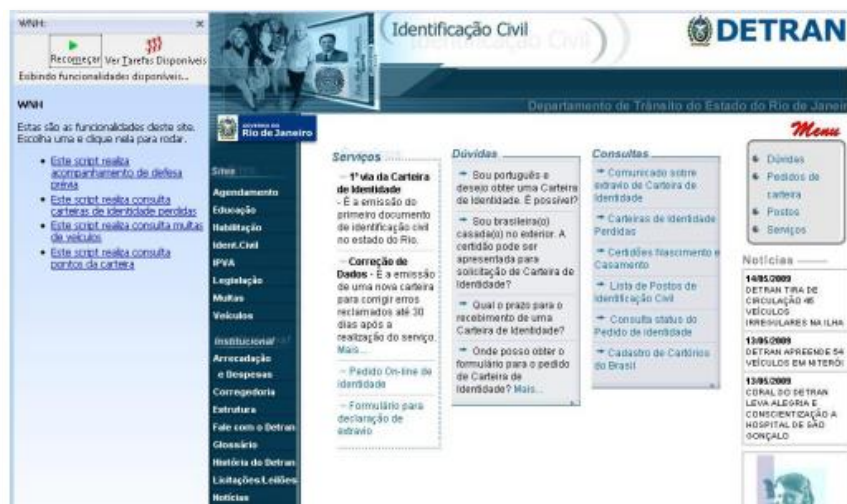 WNH:
Recomeçar Ver Tarefas Disponíveis
Exibindo funcionalidades disponíveis...
WNH
Estas são as funcionalidades deste site.
Escolha uma e clique nela para rodar.
Este script realiza
acompanhamento de defesa
prévia
Este script realiza consulta
carteiras de identidade perdidas
Este script realiza consulta multas
de veículos
Este script realiza consulta
pontos da carteira
Identificação Civil
DETRAN
Departamento de Trânsito do Estado do Rio de Janeir
GOVERNO DO
Rio de Janeiro
Sites
Agendamento
Educação
Habilitação
Ident.Civil
IPVA
Legislação
Multas
Veículos
Institucional
Arrecadação
e Despesas
Corregedoria
Estrutura
Fale com o Detran
Glossário
História do Detran
Licitações/Leilões
Notícias
Serviços
1ª via da Carteira
de Identidade
- É a emissão do
primeiro documento
de identificação civil
no estado do Rio.
Correção de
Dados - É a emissão
de uma nova carteira
para corrigir erros
reclamados até 30
dias após a
realização do serviço.
Mais...
Pedido On-line de
Identidade
Formulário para
declaração de
extravio
Dúvidas
Sou português e
desejo obter uma Carteira
de Identidade. É possível?
Sou brasileira(o)
casada(o) no exterior. A
certidão pode ser
apresentada para
solicitação de Carteira de
Identidade?
Qual o prazo para o
recebimento de uma
Carteira de Identidade?
Onde posso obter o
formulário para o pedido
de Carteira de
Identidade? Mais...
Consultas
Comunicado sobre
extravio de Carteira de
Identidade
Carteiras de Identidade
Perdidas
Certidões Nascimento e
Casamento
Lista de Postos de
Identificação Civil
Consulta status do
Pedido de Identidade
Cadastro de Cartórios
do Brasil
Menu
Dúvidas
Pedidos de
carteira
Postos
Serviços
Notícias
14/05/2009
DETRAN TIRA DE
CIRCULAÇÃO 46
VEÍCULOS
IRREGULARES NA ILHA
13/05/2009
DETRAN APREENDE 54
VEÍCULOS EM NITERÓI
13/05/2009
CORAL DO DETRAN
LEVA ALEGRIA E
CONSCIENTIZAÇÃO A
HOSPITAL DE SÃO
GONÇALO